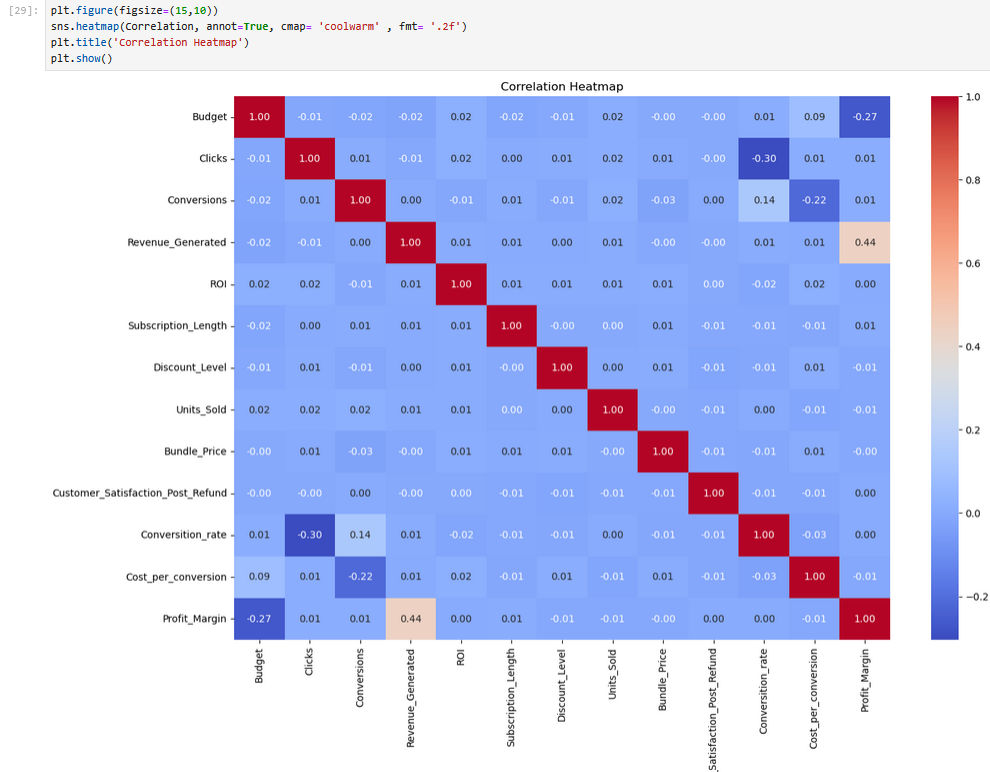 [29]:
plt.figure(figsize=(15,10))
sns.heatmap(Correlation, annot=True, cmap= 'coolwarm' , fmt= '.2f')
plt.title('Correlation Heatmap')
plt.show()
Correlation Heatmap
Budget 1.00 -0.01 -0.02 -0.02 0.02 -0.02 -0.01 0.02 -0.00 -0.00 0.01 0.09 -0.27
Clicks -0.01 1.00 0.01 -0.01 0.02 0.00 0.01 0.02 0.01 -0.00 -0.30 0.01 0.01
Conversions -0.02 0.01 1.00 0.00 -0.01 0.01 -0.01 0.02 -0.03 0.00 0.14 -0.22 0.01
Revenue_Generated -0.02 -0.01 0.00 1.00 0.01 0.01 0.00 0.01 -0.00 -0.00 0.01 0.01 0.44
ROI 0.02 0.02 -0.01 0.01 1.00 0.01 0.01 0.01 0.01 0.00 -0.02 0.02 0.00
Subscription_Length -0.02 0.00 0.01 0.01 0.01 1.00 -0.00 0.00 0.01 -0.01 -0.01 -0.01 0.01
Discount_Level -0.01 0.01 -0.01 0.00 0.01 -0.00 1.00 0.00 0.01 -0.01 -0.01 0.01 -0.01
Units_Sold 0.02 0.02 0.02 0.01 0.01 0.00 0.00 1.00 -0.00 -0.01 0.00 -0.01 -0.01
Bundle_Price -0.00 0.01 -0.03 -0.00 0.01 0.01 0.01 -0.00 1.00 -0.01 -0.01 0.01 -0.00
Customer_Satisfaction_Post_Refund -0.00 -0.00 0.00 -0.00 0.00 -0.01 -0.01 -0.01 -0.01 1.00 -0.01 -0.01 0.00
Conversition_rate 0.01 -0.30 0.14 0.01 -0.02 -0.01 -0.01 0.00 -0.01 -0.01 1.00 -0.03 0.00
Cost_per_conversion 0.09 0.01 -0.22 0.01 0.02 -0.01 0.01 -0.01 0.01 -0.01 -0.03 1.00 -0.01
Profit_Margin -0.27 0.01 0.01 0.44 0.00 0.01 -0.01 -0.01 -0.00 0.00 0.00 -0.01 1.00
Budget
Clicks
Conversions
Revenue_Generated
ROI
Subscription_Length
Discount_Level
Units_Sold
Bundle_Price
_Satisfaction_Post_Refund
Conversition_rate
Cost_per_conversion
Profit_Margin
1.0
0.8
0.6
0.4
0.2
0.0
−0.2